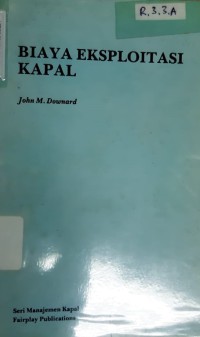 R.3.3.A
BIAYA EKSPLOITASI
KAPAL
John M. Downard
Seri Manajemen Kapal
Fairplay Publications